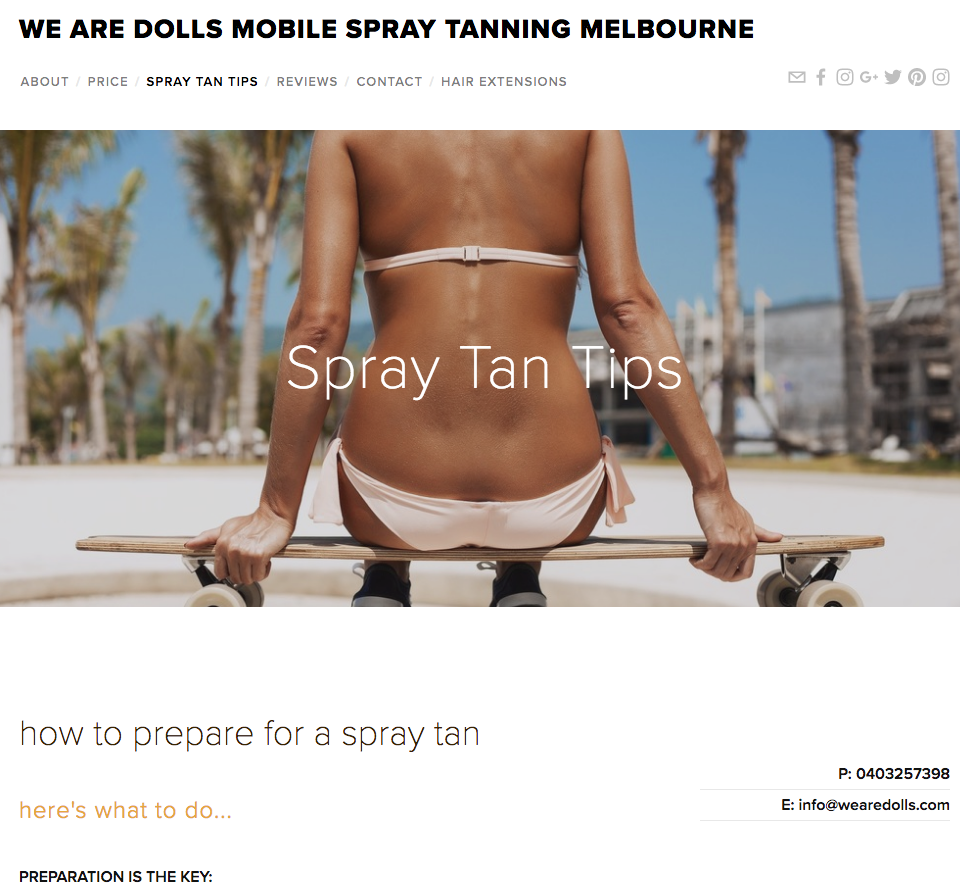 WE ARE DOLLS MOBILE SPRAY TANNING MELBOURNE
ABOUT / PRICE / SPRAY TAN TIPS / REVIEWS / CONTACT / HAIR EXTENSIONS
Spray Tan Tips
how to prepare for a spray tan
P: 0403257398
E: info@wearedolls.com
here's what to do...
PREPARATION IS THE KEY: